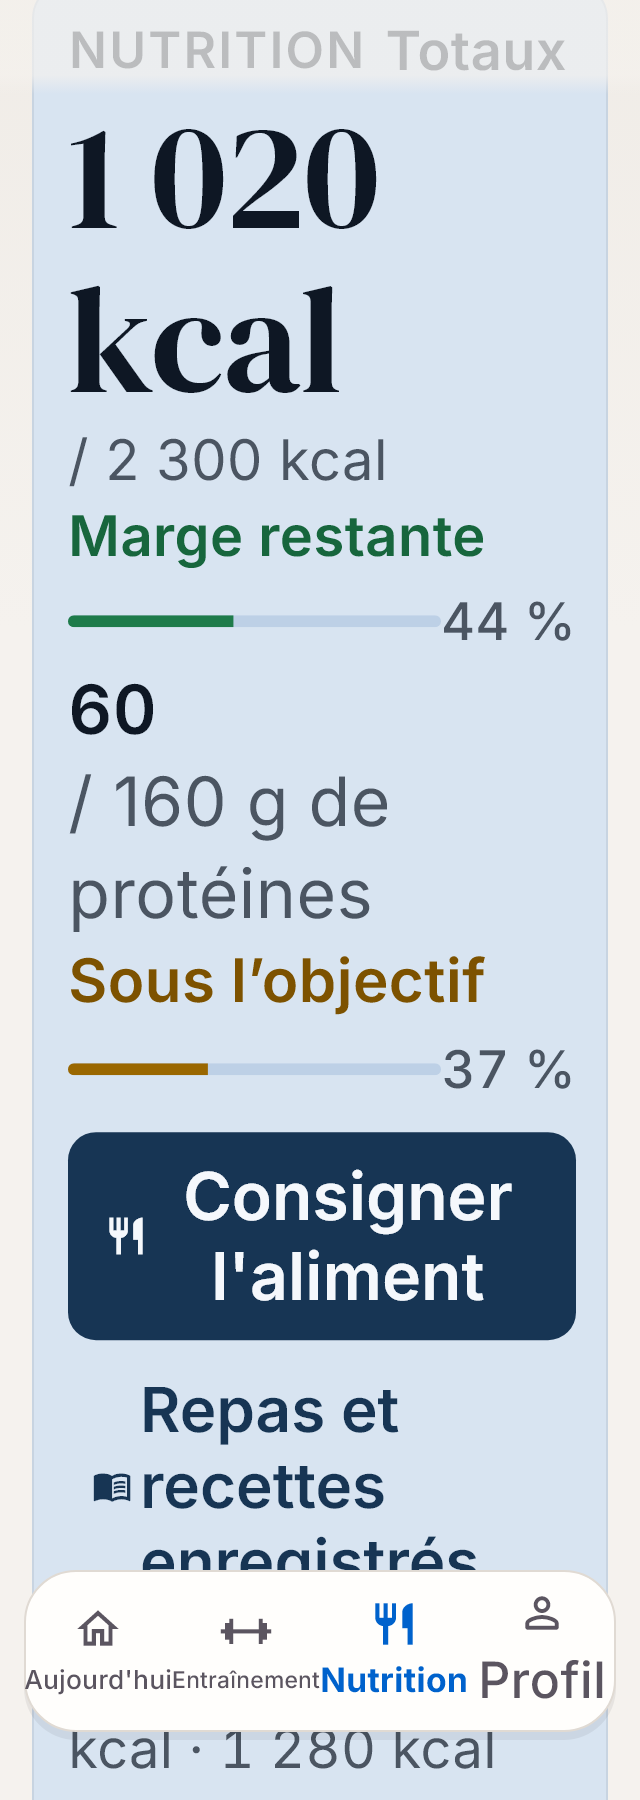 NUTRITION Totaux
1 020
kcal
/ 2 300 kcal
Marge restante
44 %
60
/ 160 g de
protéines
Sous l’objectif
37 %
Consigner
l'aliment
Repas et
recettes
enregistrés
Aujourd'hui
Entraînement
Nutrition
Profil
kcal · 1 280 kcal